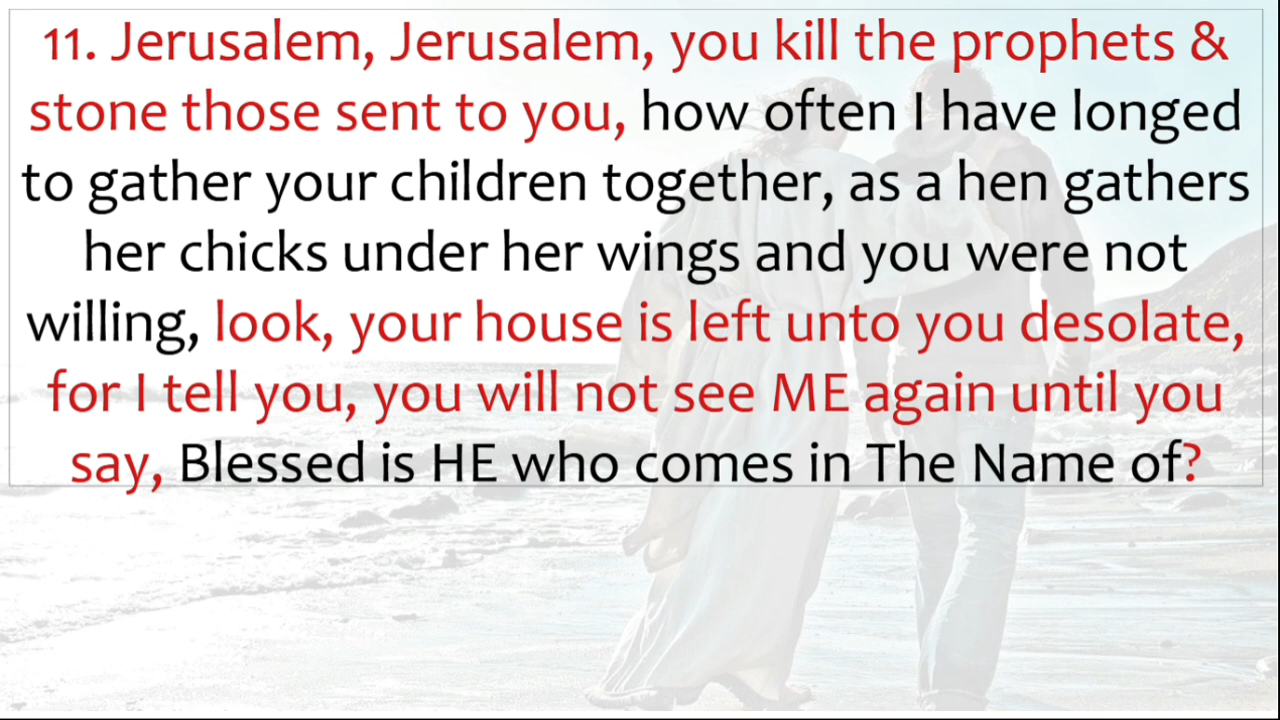 11. Jerusalem, Jerusalem, you kill the prophets &
stone those sent to you, how often I have longed
to gather your children together, as a hen gathers
her chicks under her wings and you were not
willing, look, your house is left unto you desolate,
for I tell you, you will not see ME again until you
say, Blessed is HE who comes in The Name of?